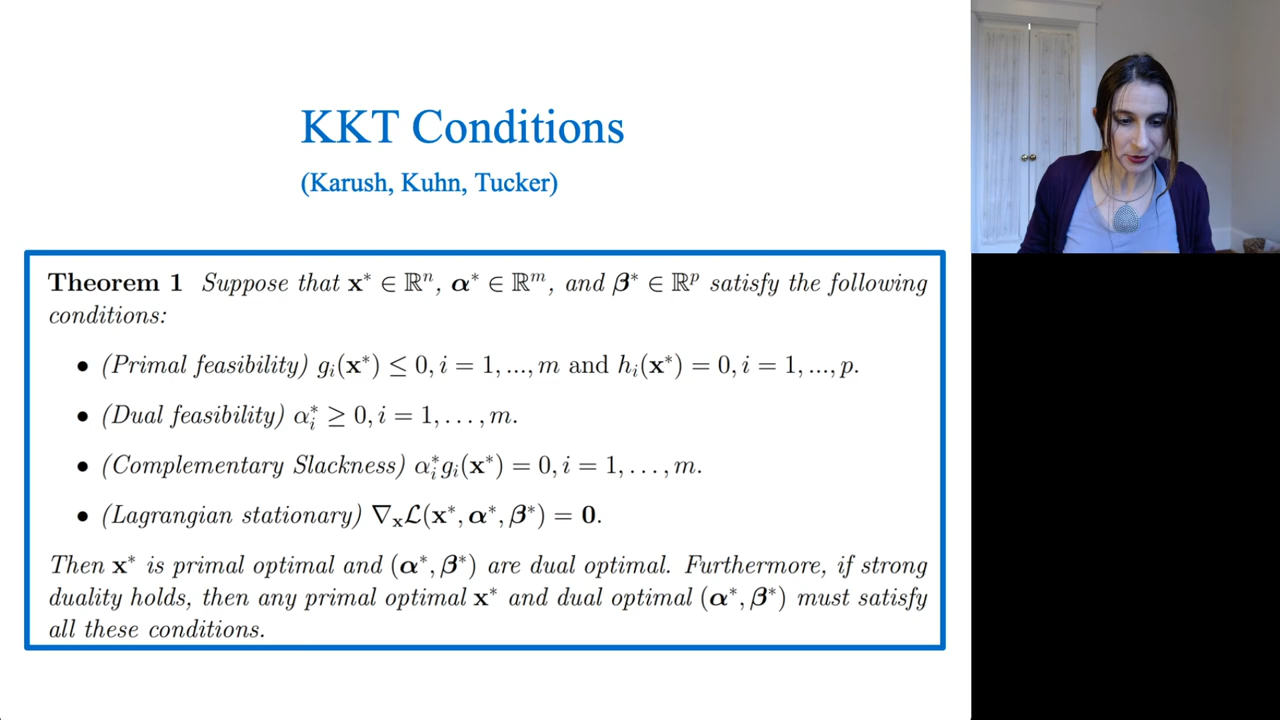 KKT Conditions
(Karush, Kuhn, Tucker)
Theorem 1 Suppose that x* ∈ ℝⁿ, α* ∈ ℝᵐ, and β* ∈ ℝᵖ satisfy the following
conditions:
• (Primal feasibility) gᵢ(x*) ≤ 0, i = 1, ..., m and hᵢ(x*) = 0, i = 1, ..., p.
• (Dual feasibility) αᵢ* ≥ 0, i = 1, . . . , m.
• (Complementary Slackness) αᵢ*gᵢ(x*) = 0, i = 1, . . . , m.
• (Lagrangian stationary) ∇ₓℒ(x*, α*, β*) = 0.
Then x* is primal optimal and (α*, β*) are dual optimal. Furthermore, if strong
duality holds, then any primal optimal x* and dual optimal (α*, β*) must satisfy
all these conditions.